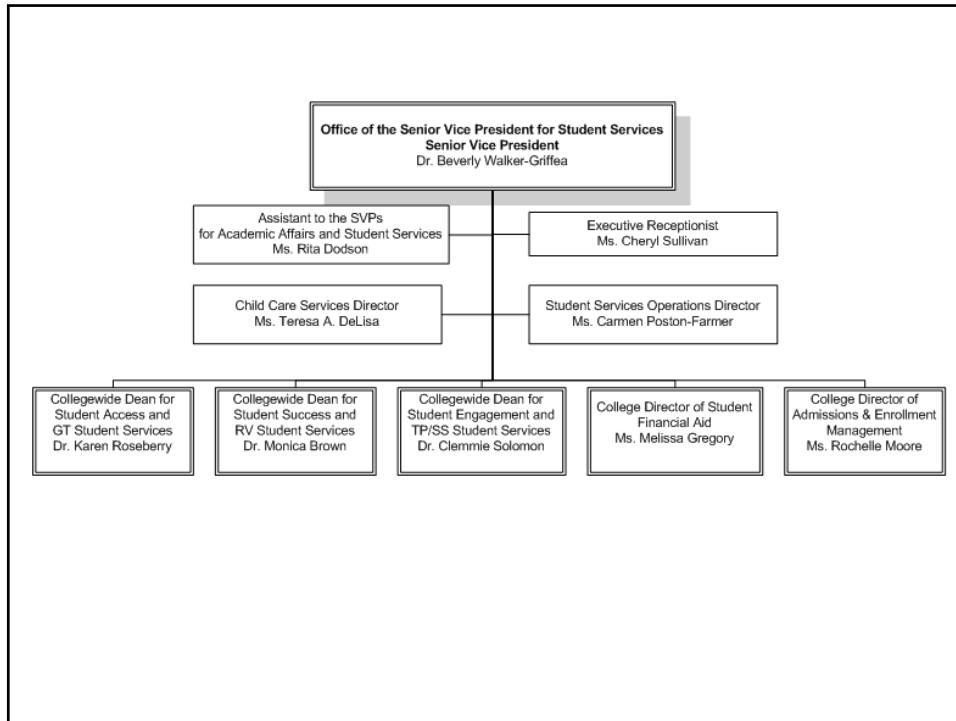 Office of the Senior Vice President for Student Services
Senior Vice President
Dr. Beverly Walker-Griffea
Assistant to the SVPs
for Academic Affairs and Student Services
Ms. Rita Dodson
Executive Receptionist
Ms. Cheryl Sullivan
Child Care Services Director
Ms. Teresa A. DeLisa
Student Services Operations Director
Ms. Carmen Poston-Farmer
Collegewide Dean for
Student Access and
GT Student Services
Dr. Karen Roseberry
Collegewide Dean for
Student Success and
RV Student Services
Dr. Monica Brown
Collegewide Dean for
Student Engagement and
TP/SS Student Services
Dr. Clemmie Solomon
College Director of Student
Financial Aid
Ms. Melissa Gregory
College Director of
Admissions & Enrollment
Management
Ms. Rochelle Moore